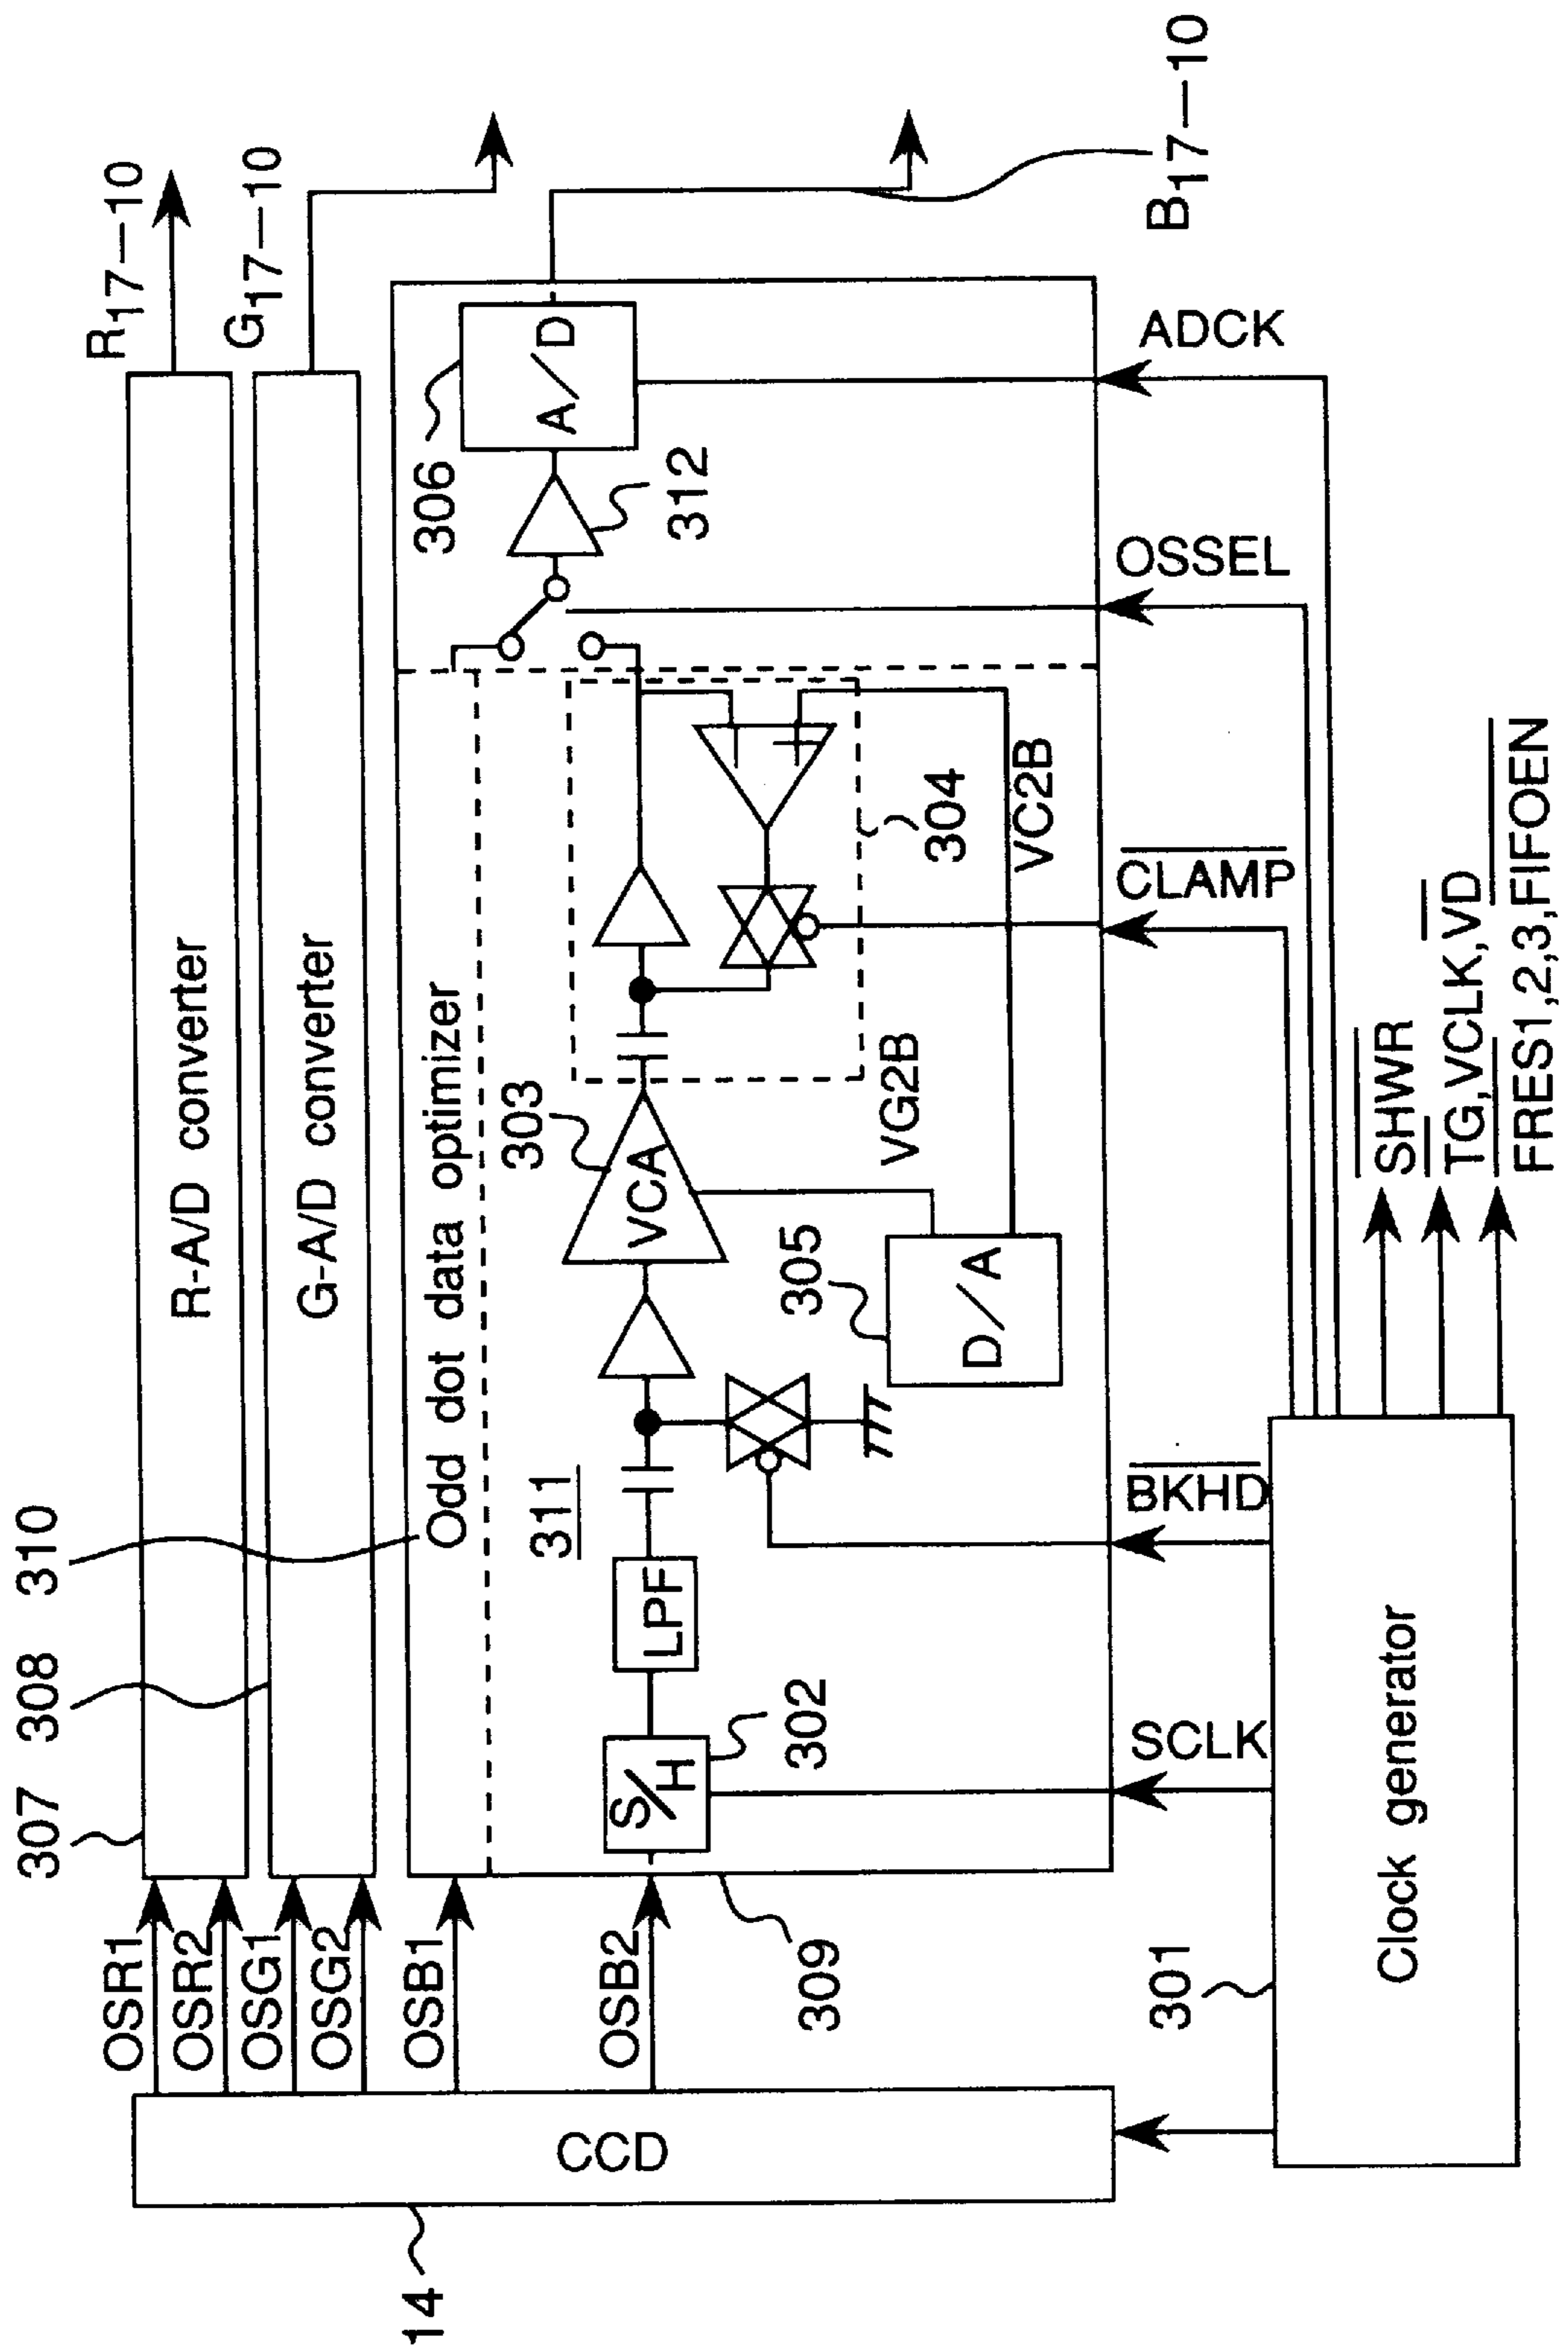 14
CCD
OSR1
OSR2
OSG1
OSG2
OSB1
OSB2
307
308
310
R-A/D converter
G-A/D converter
R17—10
G17—10
B17—10
Odd dot data optimizer
309
S/H
302
LPF
311
VCA
303
D/A
305
VG2B
VC2B
304
312
A/D
306
SCLK
BKHD
CLAMP
OSSEL
ADCK
301
Clock generator
SHWR
TG,VCLK,VD
FRES1,2,3,FIFOEN